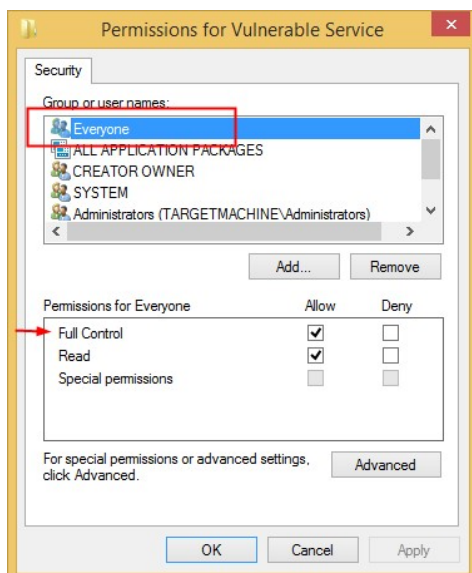 Permissions for Vulnerable Service
Security
Group or user names:
Everyone
ALL APPLICATION PACKAGES
CREATOR OWNER
SYSTEM
Administrators (TARGETMACHINE\Administrators)
Add... Remove
Permissions for Everyone Allow Deny
Full Control
Read
Special permissions
For special permissions or advanced settings, Advanced
click Advanced.
OK Cancel Apply